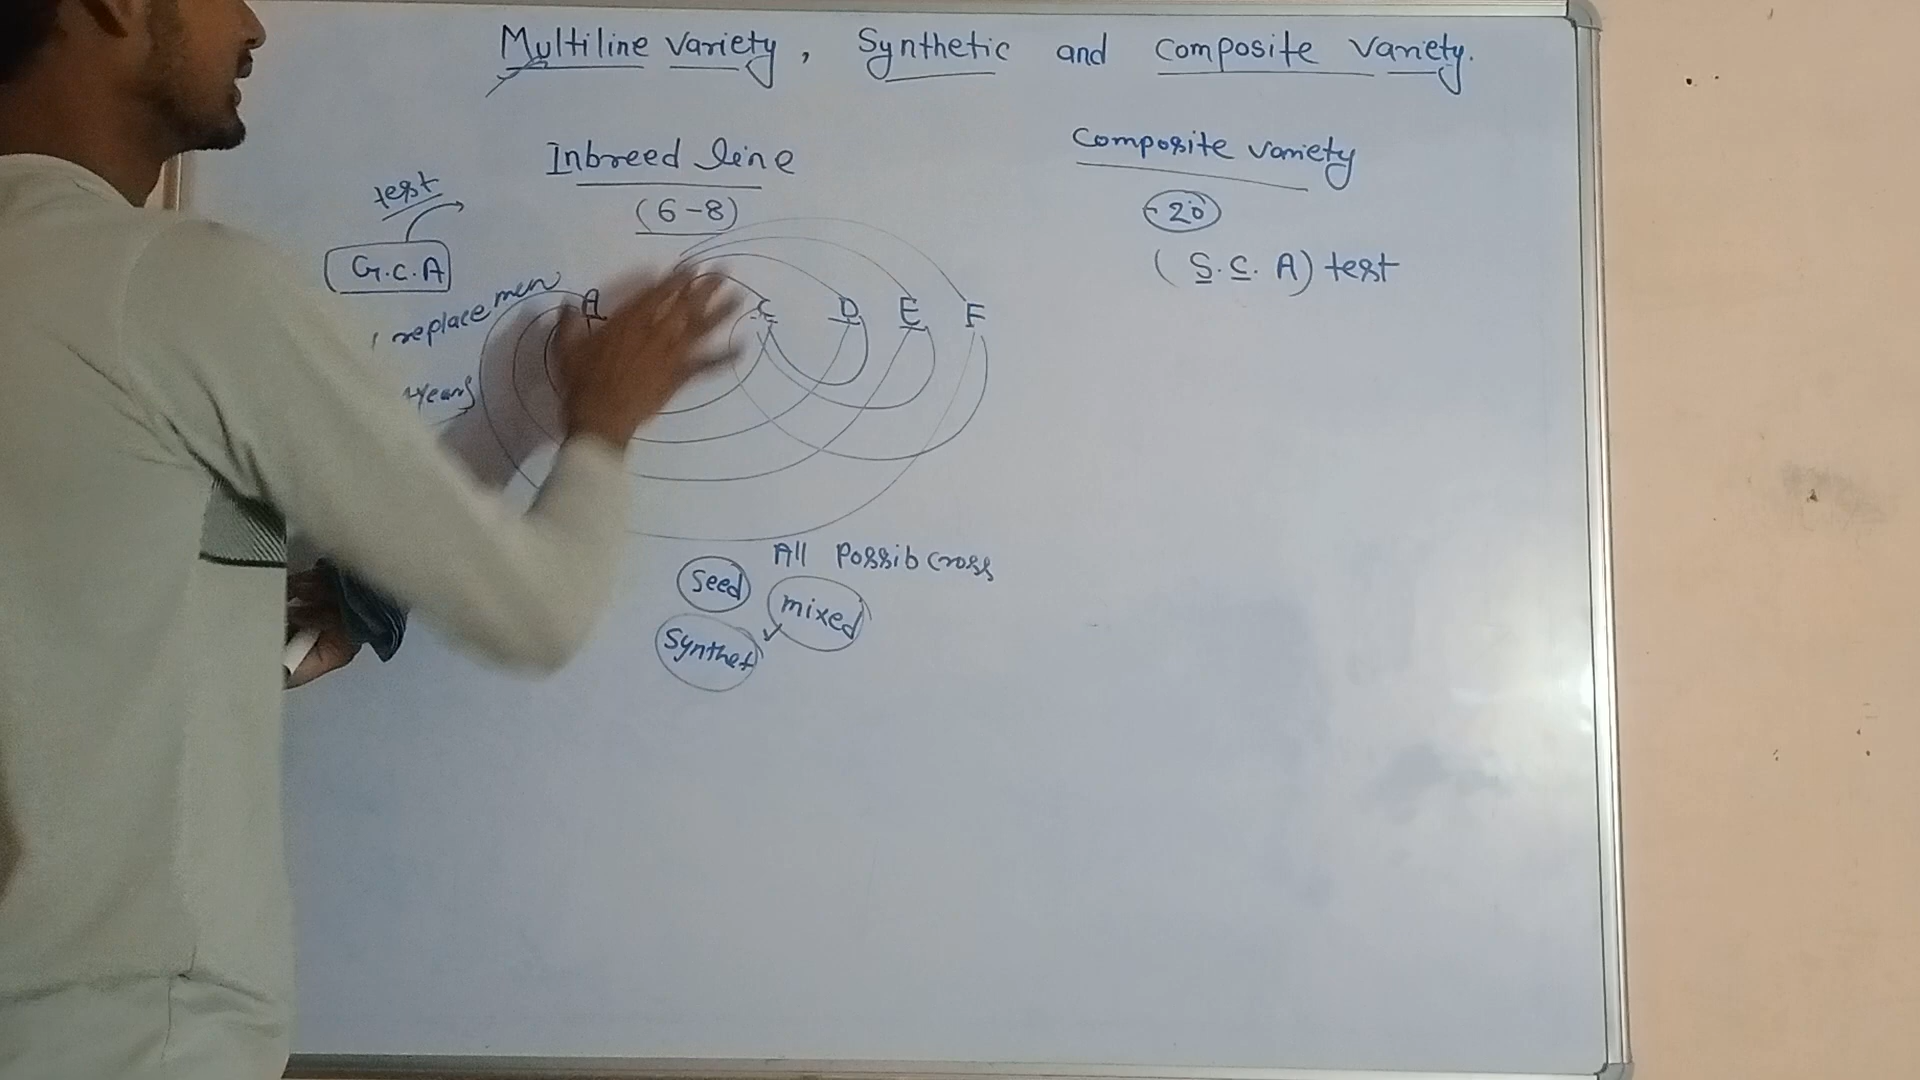 Multiline variety, Synthetic and composite variety.
Inbreed line
(6-8)
test
G.C.A
replacemen
years
A C D E F
All possib cross
seed
mixed
Synthet
Composite variety
20
(S.C.A) test